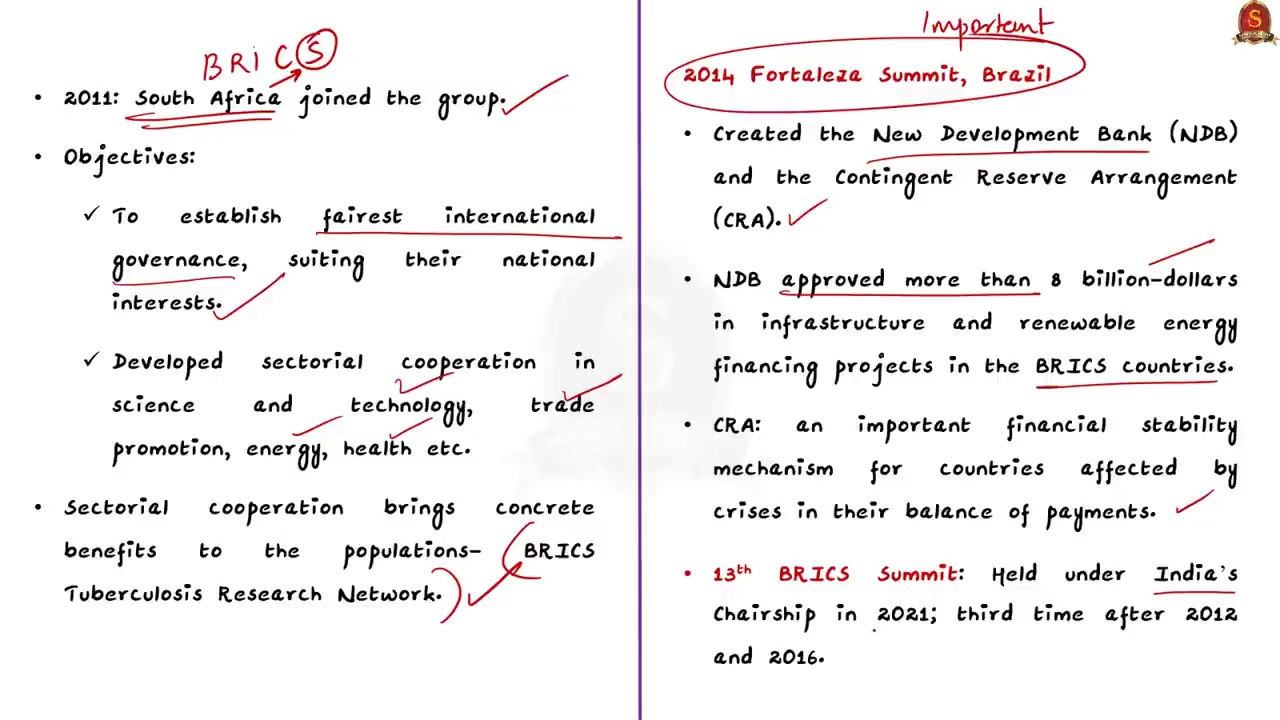 BRICS
• 2011: South Africa joined the group.
• Objectives:
✓ To establish fairest international
governance, suiting their national
interests.
✓ Developed sectorial cooperation in
science and technology, trade
promotion, energy, health etc.
• Sectorial cooperation brings concrete
benefits to the populations- BRICS
Tuberculosis Research Network.
Important
2014 Fortaleza Summit, Brazil
• Created the New Development Bank (NDB)
and the Contingent Reserve Arrangement
(CRA).
• NDB approved more than 8 billion-dollars
in infrastructure and renewable energy
financing projects in the BRICS countries.
• CRA: an important financial stability
mechanism for countries affected by
crises in their balance of payments.
• 13th BRICS Summit: Held under India's
Chairship in 2021; third time after 2012
and 2016.
S